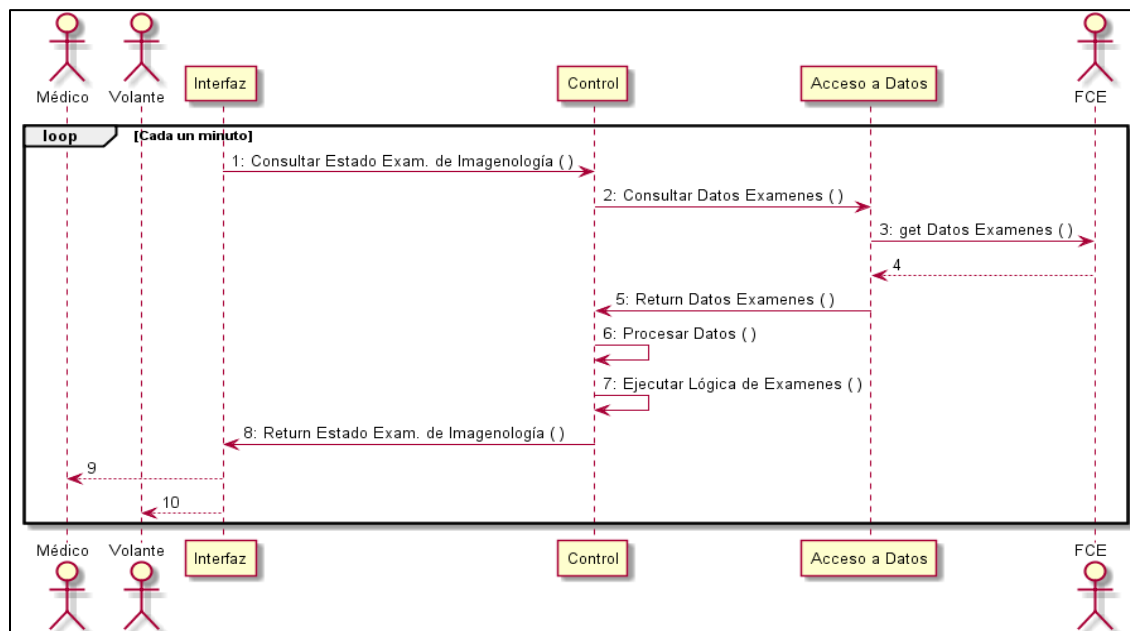 Médico
Volante
Interfaz
Control
Acceso a Datos
FCE
loop
[Cada un minuto]
1: Consultar Estado Exam. de Imagenología ( )
2: Consultar Datos Examenes ( )
3: get Datos Examenes ( )
4
5: Return Datos Examenes ( )
6: Procesar Datos ( )
7: Ejecutar Lógica de Examenes ( )
8: Return Estado Exam. de Imagenología ( )
9
10
Médico
Volante
Interfaz
Control
Acceso a Datos
FCE